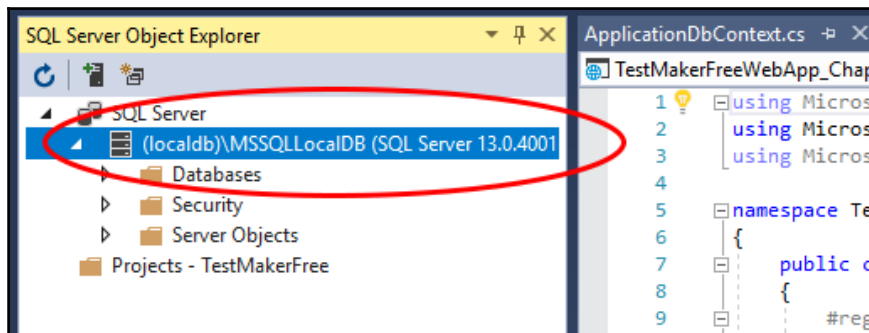 SQL Server Object Explorer
SQL Server
(localdb)\MSSQLLocalDB (SQL Server 13.0.4001
Databases
Security
Server Objects
Projects - TestMakerFree
ApplicationDbContext.cs
TestMakerFreeWebApp_Chap
1 using Micros
2 using Micros
3 using Micros
4
5 namespace Te
6 {
7 public c
8 {
9 #reg